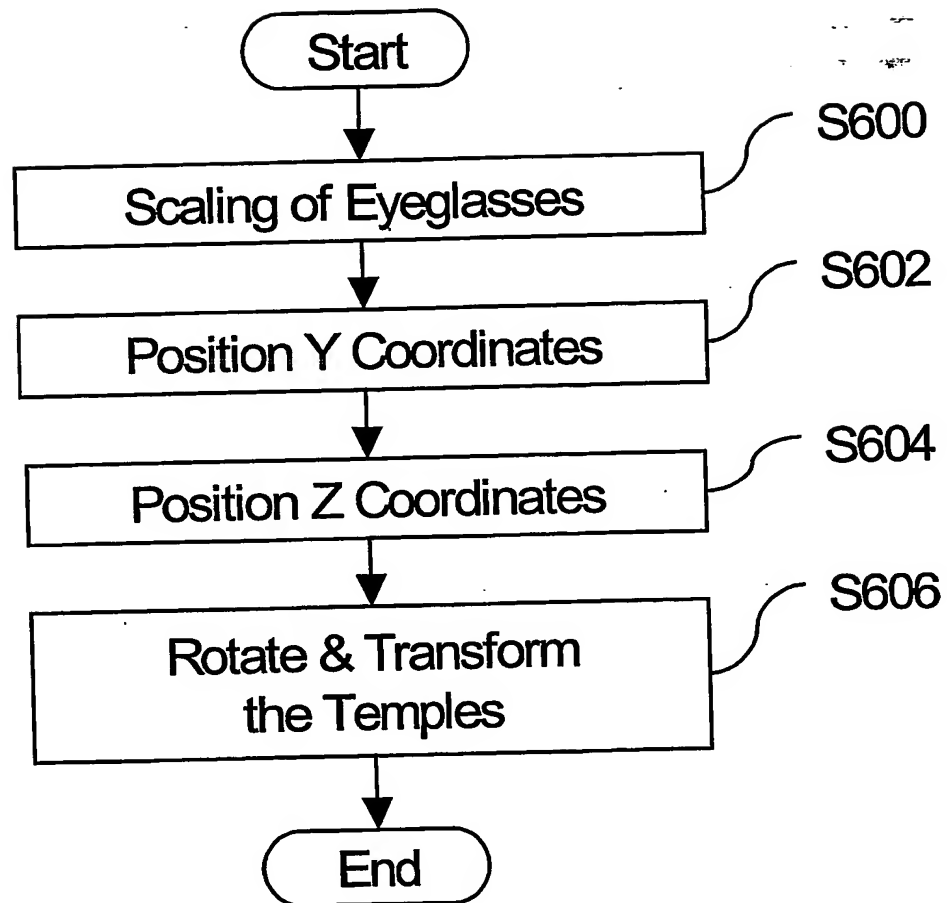 Start
S600
Scaling of Eyeglasses
S602
Position Y Coordinates
S604
Position Z Coordinates
S606
Rotate & Transform
the Temples
End